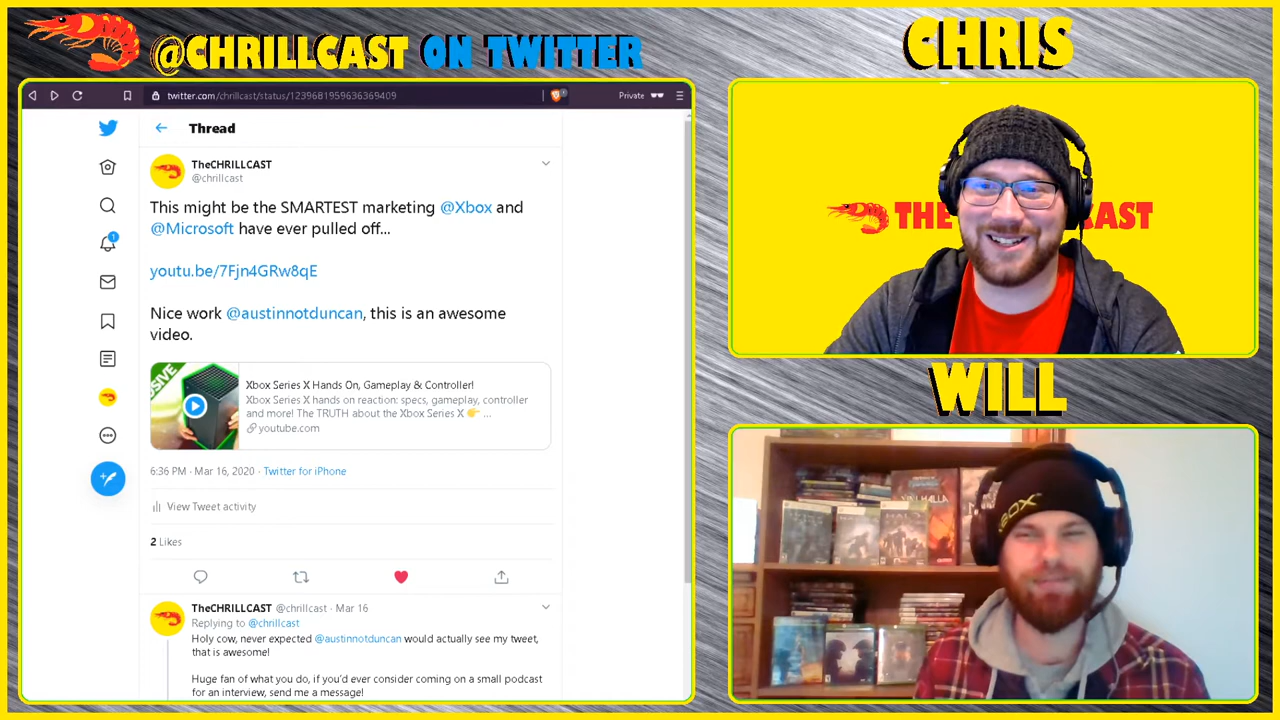 @CHRILLCAST ON TWITTER
twitter.com/chrillcast/status/1239681959636369409
Private
Thread
TheCHRILLCAST
@chrillcast
This might be the SMARTEST marketing @Xbox and
@Microsoft have ever pulled off...
youtu.be/7Fjn4GRw8qE
Nice work @austinnotduncan, this is an awesome
video.
Xbox Series X Hands On, Gameplay & Controller!
Xbox Series X hands on reaction: specs, gameplay, controller
and more! The TRUTH about the Xbox Series X 👉 ...
youtube.com
6:36 PM · Mar 16, 2020 · Twitter for iPhone
View Tweet activity
2 Likes
TheCHRILLCAST @chrillcast · Mar 16
Replying to @chrillcast
Holy cow, never expected @austinnotduncan would actually see my tweet,
that is awesome!
Huge fan of what you do, if you'd ever consider coming on a small podcast
for an interview, send me a message!
1
CHRIS
THE CAST
WILL
VALHALLA
HALO
XBOX